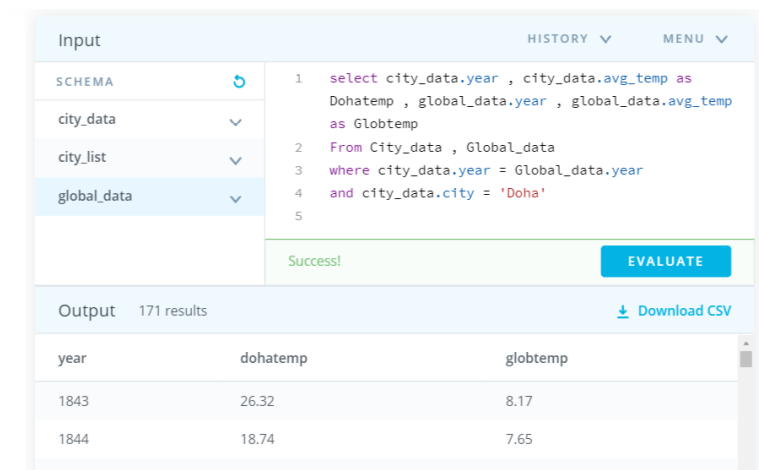 Input HISTORY MENU
SCHEMA
city_data
city_list
global_data
1 select city_data.year , city_data.avg_temp as
Dohatemp , global_data.year , global_data.avg_temp
as Globtemp
2 From City_data , Global_data
3 where city_data.year = Global_data.year
4 and city_data.city = 'Doha'
5
Success! EVALUATE
Output 171 results Download CSV
year dohatemp globtemp
1843 26.32 8.17
1844 18.74 7.65